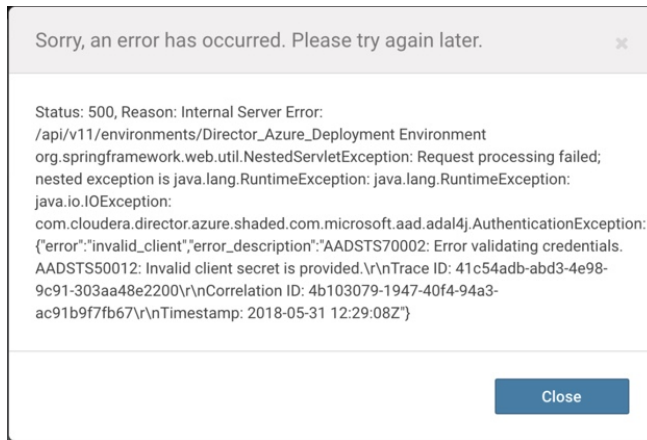 Sorry, an error has occurred. Please try again later.
×
Status: 500, Reason: Internal Server Error:
/api/v11/environments/Director_Azure_Deployment Environment
org.springframework.web.util.NestedServletException: Request processing failed;
nested exception is java.lang.RuntimeException: java.lang.RuntimeException:
java.io.IOException:
com.cloudera.director.azure.shaded.com.microsoft.aad.adal4j.AuthenticationException:
{"error":"invalid_client","error_description":"AADSTS70002: Error validating credentials.
AADSTS50012: Invalid client secret is provided.\r\nTrace ID: 41c54adb-abd3-4e98-
9c91-303aa48e2200\r\nCorrelation ID: 4b103079-1947-40f4-94a3-
ac91b9f7fb67\r\nTimestamp: 2018-05-31 12:29:08Z"}
Close